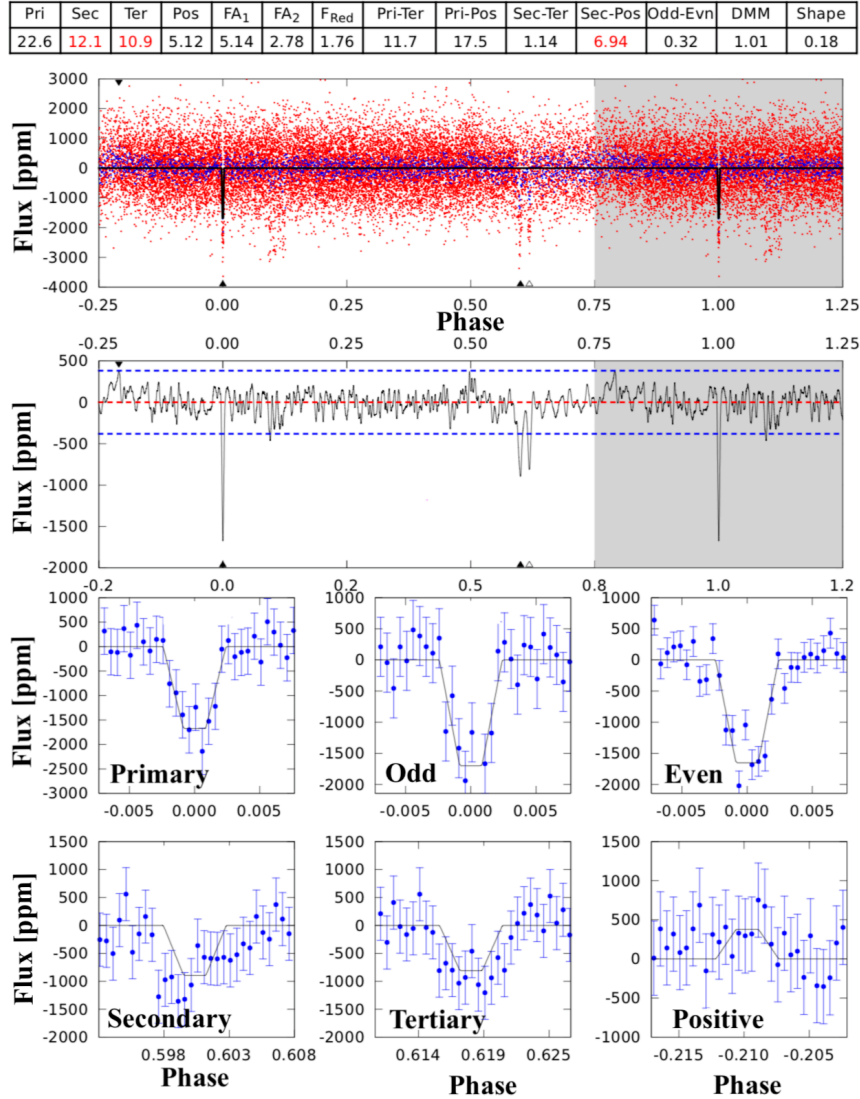 Pri Sec Ter Pos FA1 FA2 FRed Pri-Ter Pri-Pos Sec-Ter Sec-Pos Odd-Evn DMM Shape
22.6 12.1 10.9 5.12 5.14 2.78 1.76 11.7 17.5 1.14 6.94 0.32 1.01 0.18
3000
2000
1000
0
-1000
-2000
-3000
-4000
Flux [ppm]
-0.25 0.00 0.25 0.50 0.75 1.00 1.25
Phase
-0.25 0.00 0.25 0.50 0.75 1.00 1.25
500
0
-500
-1000
-1500
-2000
Flux [ppm]
-0.2 0.0 0.2 0.5 0.8 1.0 1.2
1000
500
0
-500
-1000
-1500
-2000
-2500
-3000
Flux [ppm]
Primary
-0.005 0.000 0.005
1000
500
0
-500
-1000
-1500
-2000
Odd
-0.005 0.000 0.005
1000
500
0
-500
-1000
-1500
-2000
Even
-0.005 0.000 0.005
1500
1000
500
0
-500
-1000
-1500
-2000
Flux [ppm]
Secondary
0.598 0.603 0.608
Phase
1500
1000
500
0
-500
-1000
-1500
-2000
Tertiary
0.614 0.619 0.625
Phase
1500
1000
500
0
-500
-1000
Positive
-0.215 -0.210 -0.205
Phase